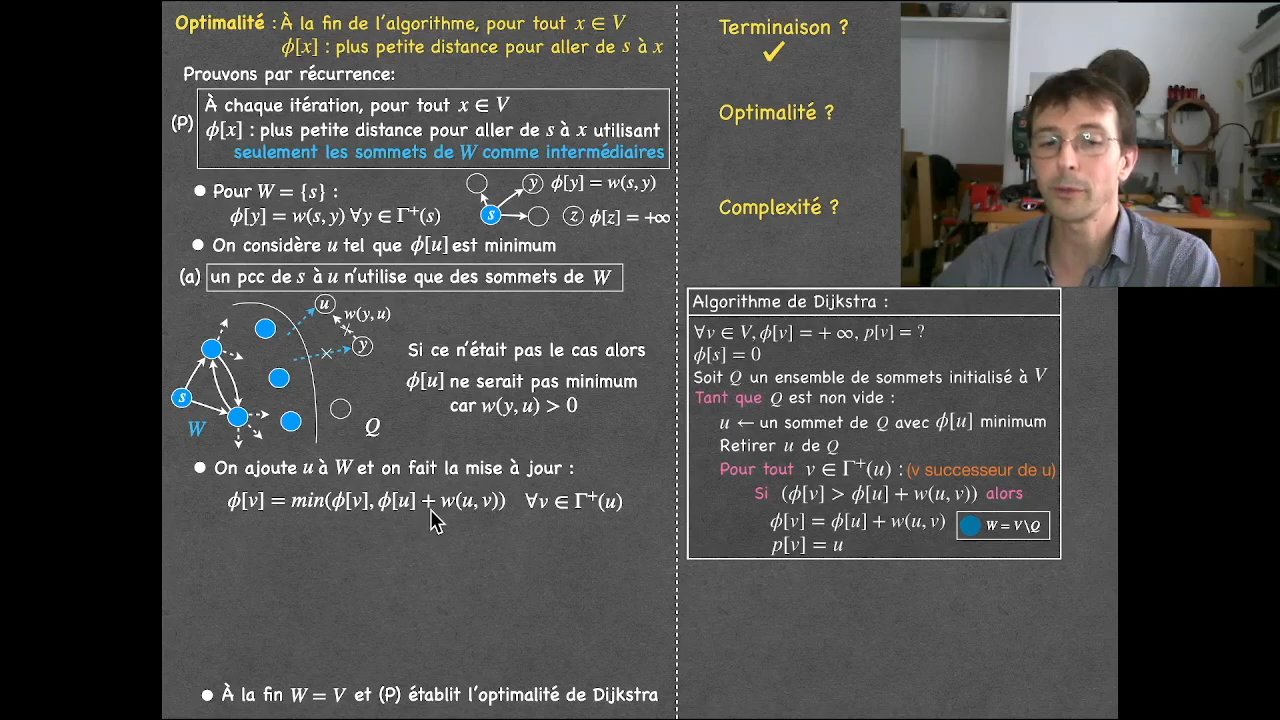 Optimalité : À la fin de l'algorithme, pour tout x ∈ V
ϕ[x] : plus petite distance pour aller de s à x
Prouvons par récurrence:
(P)
À chaque itération, pour tout x ∈ V
ϕ[x] : plus petite distance pour aller de s à x utilisant
seulement les sommets de W comme intermédiaires
● Pour W = {s} :
ϕ[y] = w(s, y) ∀y ∈ Γ⁺(s)
s
y ϕ[y] = w(s, y)
z ϕ[z] = +∞
● On considère u tel que ϕ[u] est minimum
(a) un pcc de s à u n'utilise que des sommets de W
u
w(y, u)
y
s
W
Q
Si ce n'était pas le cas alors
ϕ[u] ne serait pas minimum
car w(y, u) > 0
● On ajoute u à W et on fait la mise à jour :
ϕ[v] = min(ϕ[v], ϕ[u] + w(u, v)) ∀v ∈ Γ⁺(u)
● À la fin W = V et (P) établit l'optimalité de Dijkstra
Terminaison ?
✓
Optimalité ?
Complexité ?
Algorithme de Dijkstra :
∀v ∈ V, ϕ[v] = + ∞, p[v] = ?
ϕ[s] = 0
Soit Q un ensemble de sommets initialisé à V
Tant que Q est non vide :
u ← un sommet de Q avec ϕ[u] minimum
Retirer u de Q
Pour tout v ∈ Γ⁺(u) : (v successeur de u)
Si (ϕ[v] > ϕ[u] + w(u, v)) alors
ϕ[v] = ϕ[u] + w(u, v)
W = V\Q
p[v] = u